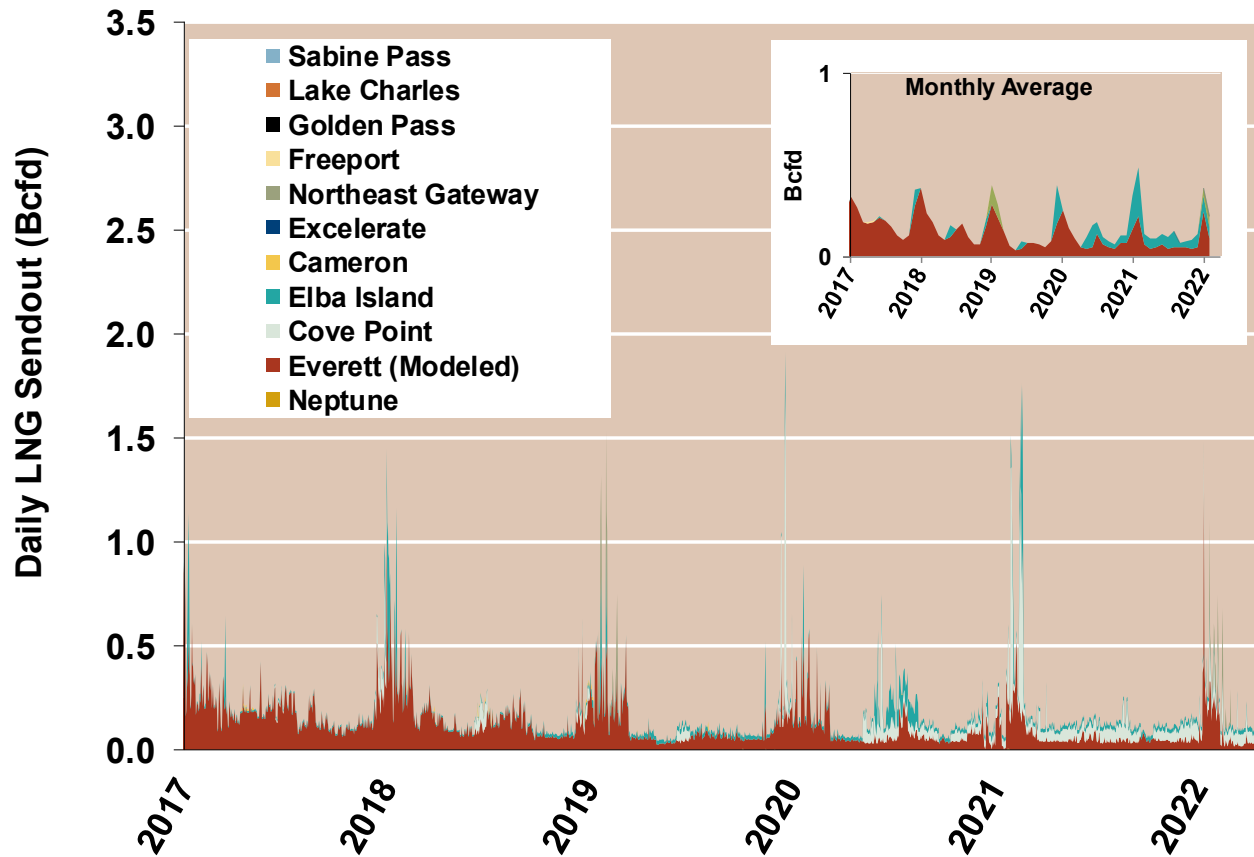 Daily LNG Sendout (Bcfd)
3.5
3.0
2.5
2.0
1.5
1.0
0.5
0.0
Sabine Pass
Lake Charles
Golden Pass
Freeport
Northeast Gateway
Excelerate
Cameron
Elba Island
Cove Point
Everett (Modeled)
Neptune
Monthly Average
Bcfd
1
0
2017
2018
2019
2020
2021
2022
2017
2018
2019
2020
2021
2022